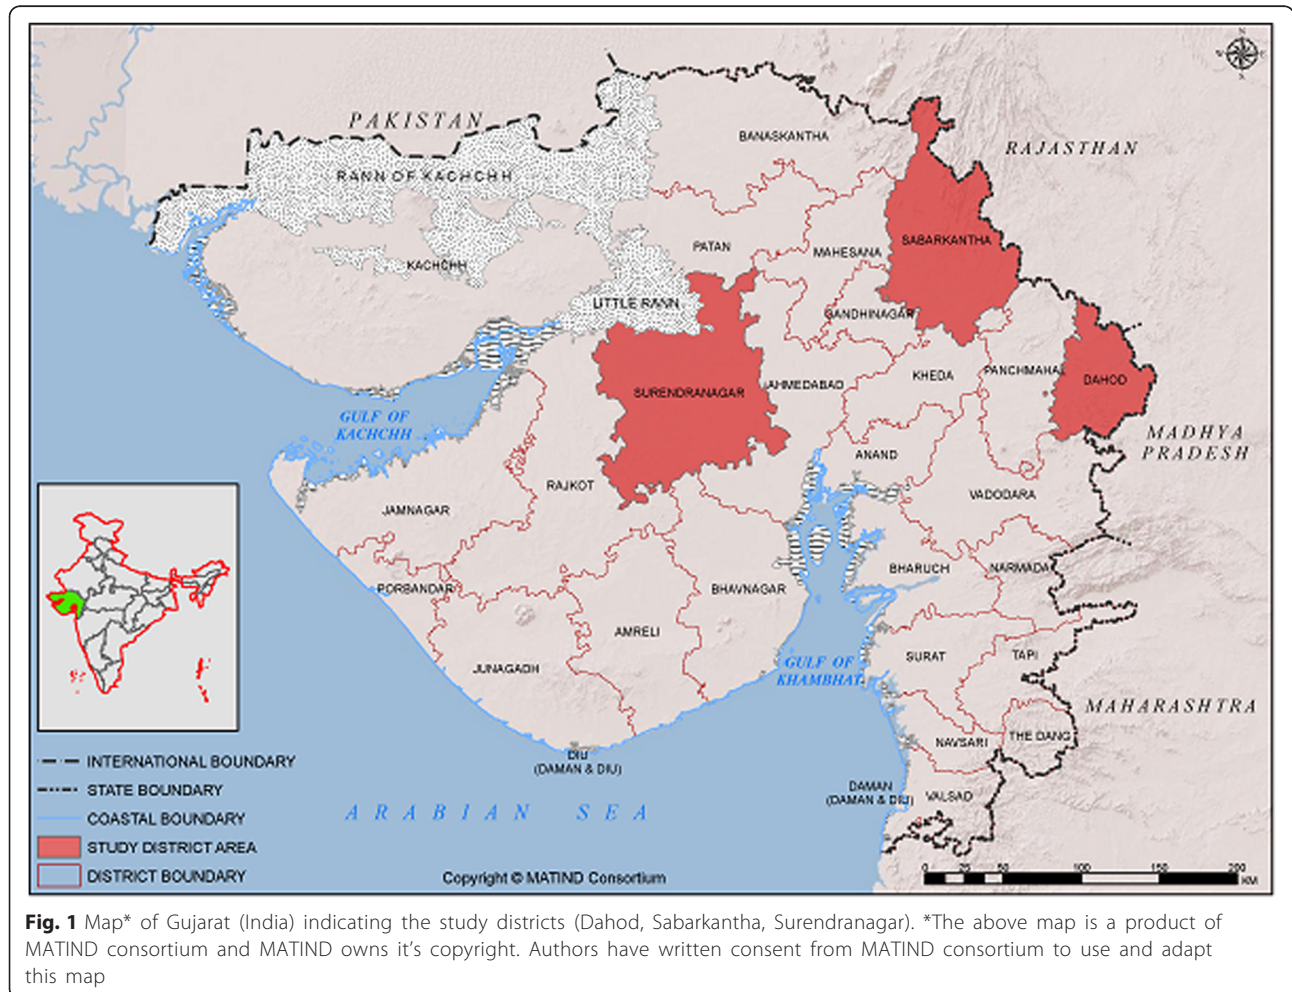 N
W E
S
PAKISTAN
RANN OF KACHCHH
BANASKANTHA
RAJASTHAN
PATAN
MAHESANA
SABARKANTHA
KACHCHH
LITTLE RANN
GANDHINAGAR
SURENDRANAGAR
AHMEDABAD
KHEDA
PANCHMAHAL
DAHOD
GULF OF
KACHCHH
MADHYA
PRADESH
ANAND
RAJKOT
VADODARA
JAMNAGAR
BHARUCH
NARMADA
PORBANDAR
BHAVNAGAR
AMRELI
JUNAGADH
GULF OF
KHAMBHAT
SURAT
TAPI
MAHARASHTRA
NAVSARI
THE DANG
DIU
(DAMAN & DIU)
DAMAN
(DAMAN & DIU)
VALSAD
ARABIAN SEA
INTERNATIONAL BOUNDARY
STATE BOUNDARY
COASTAL BOUNDARY
STUDY DISTRICT AREA
DISTRICT BOUNDARY
Copyright © MATIND Consortium
0 25 50 100 150 200
KM
Fig. 1 Map* of Gujarat (India) indicating the study districts (Dahod, Sabarkantha, Surendranagar). *The above map is a product of
MATIND consortium and MATIND owns it's copyright. Authors have written consent from MATIND consortium to use and adapt
this map